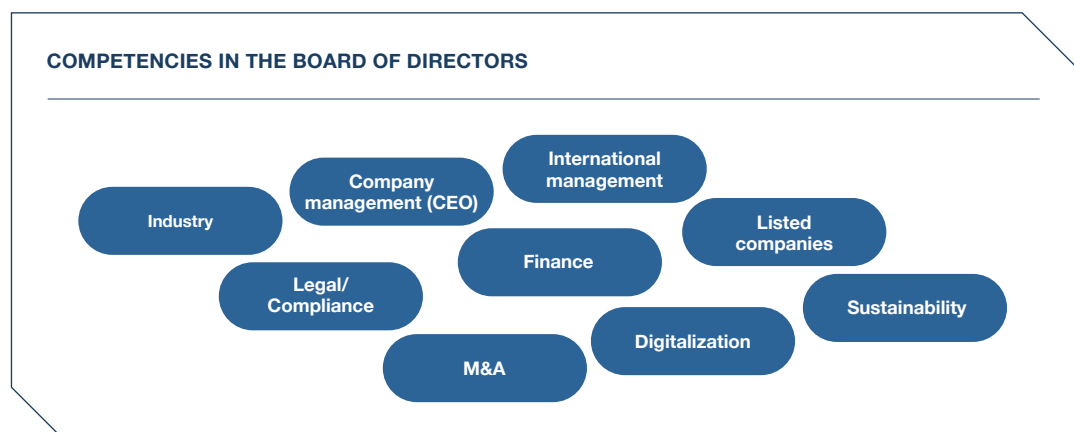 COMPETENCIES IN THE BOARD OF DIRECTORS
International
management
Company
management (CEO)
Industry
Listed
companies
Finance
Legal/
Compliance
Sustainability
Digitalization
M&A